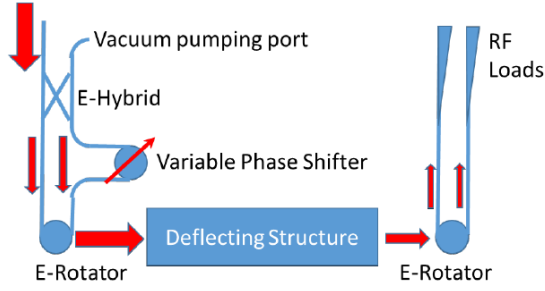 Vacuum pumping port
RF
Loads
E-Hybrid
Variable Phase Shifter
Deflecting Structure
E-Rotator
E-Rotator